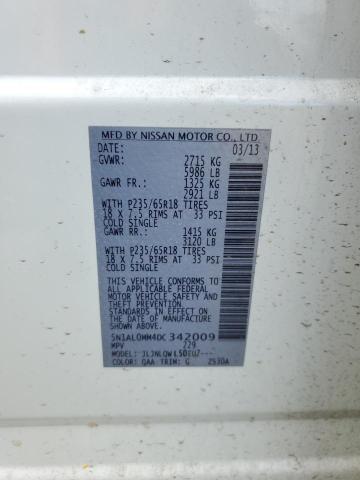 MFD BY NISSAN MOTOR CO., LTD.
DATE: 03/13
GVWR: 2715 KG
5986 LB
GAWR FR.: 1325 KG
2921 LB
WITH P235/65R18 TIRES
18 X 7.5 RIMS AT 33 PSI
COLD SINGLE
GAWR RR.: 1415 KG
3120 LB
WITH P235/65R18 TIRES
18 X 7.5 RIMS AT 33 PSI
COLD SINGLE
THIS VEHICLE CONFORMS TO
ALL APPLICABLE FEDERAL
MOTOR VEHICLE SAFETY AND
THEFT PREVENTION
STANDARDS IN EFFECT ON
THE DATE OF MANUFACTURE
SHOWN ABOVE.
5N1AL0MM4DC342009
MPV 229
MODEL:
COLOR: QAA TRIM: G 2530A